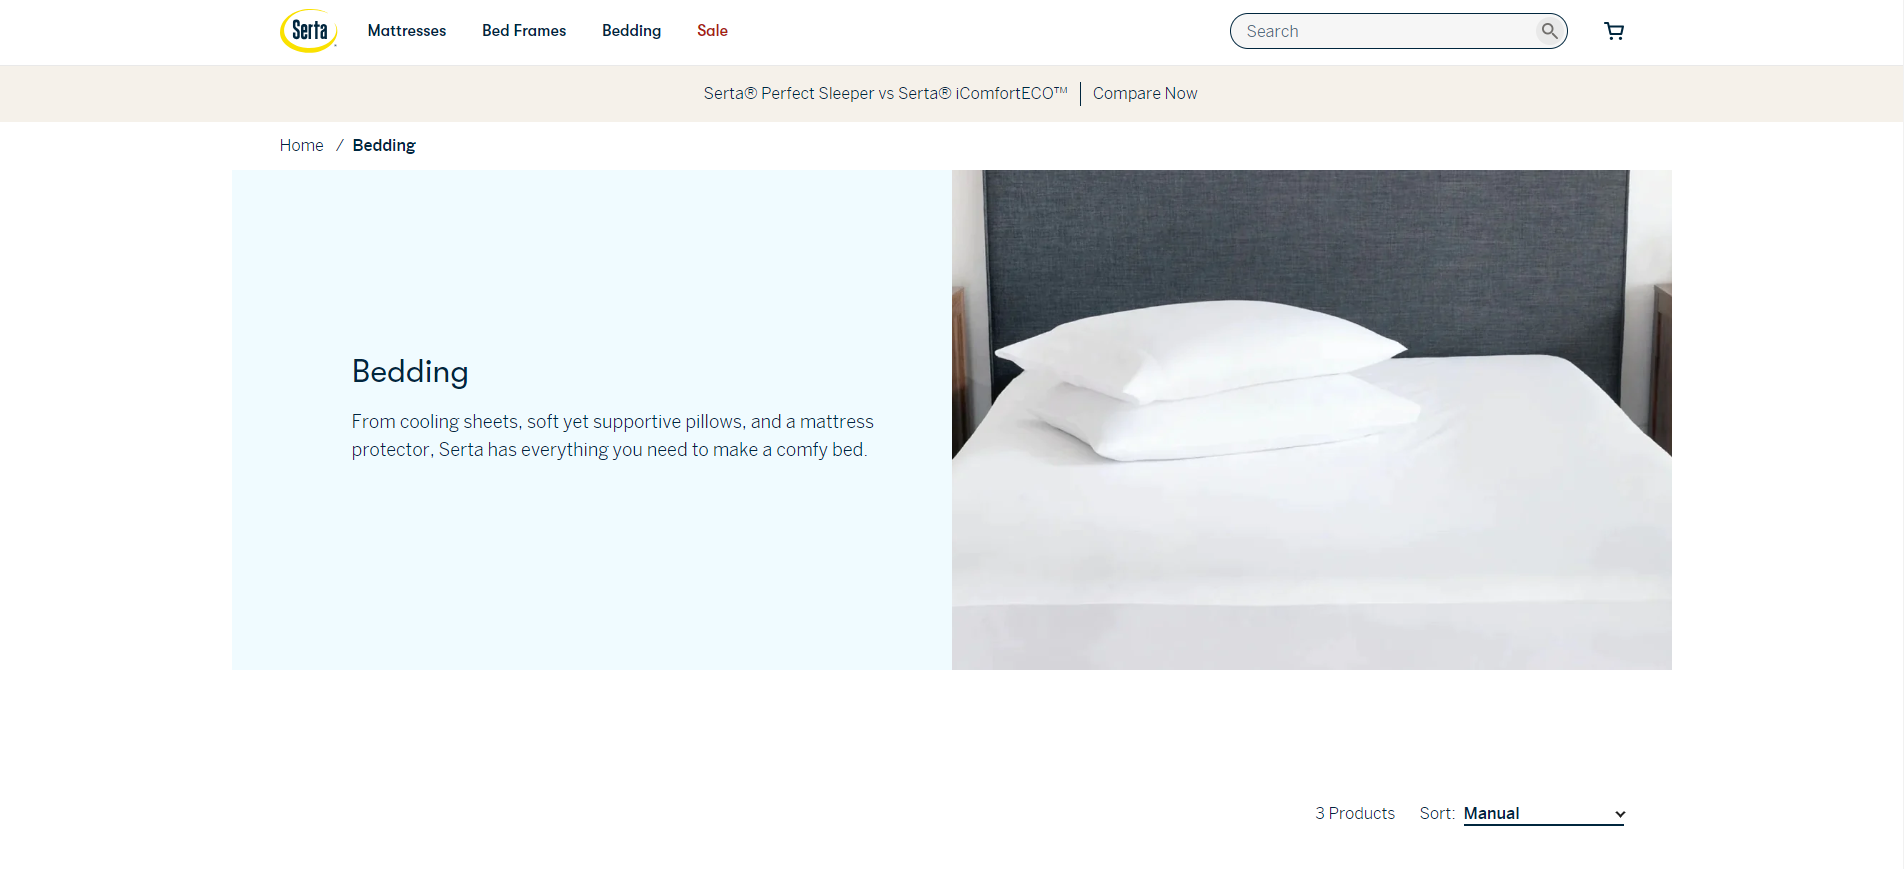 Serta
Mattresses
Bed Frames
Bedding
Sale
Search
Serta® Perfect Sleeper vs Serta® iComfortECO™ | Compare Now
Home / Bedding
Bedding
From cooling sheets, soft yet supportive pillows, and a mattress
protector, Serta has everything you need to make a comfy bed.
3 Products
Sort: Manual